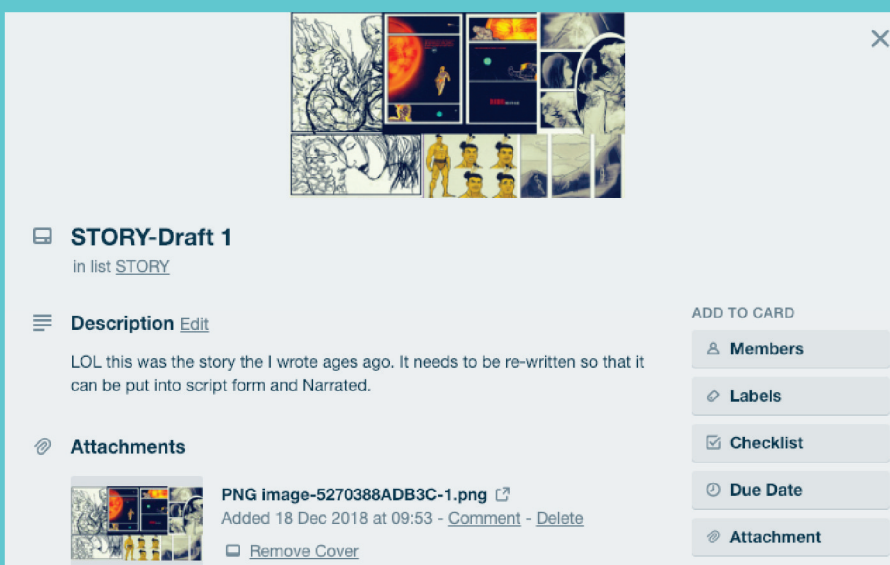 STORY-Draft 1
in list STORY
Description Edit
LOL this was the story the I wrote ages ago. It needs to be re-written so that it
can be put into script form and Narrated.
Attachments
PNG image-5270388ADB3C-1.png
Added 18 Dec 2018 at 09:53 - Comment - Delete
Remove Cover
ADD TO CARD
Members
Labels
Checklist
Due Date
Attachment